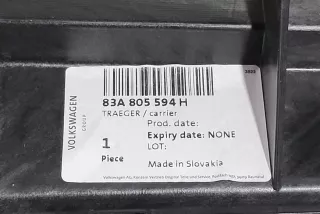 VOLKSWAGEN
GROUP
83A 805 594 H
TRAEGER / carrier
Prod. date:
Expiry date: NONE
LOT:
1
Piece
Made in Slovakia